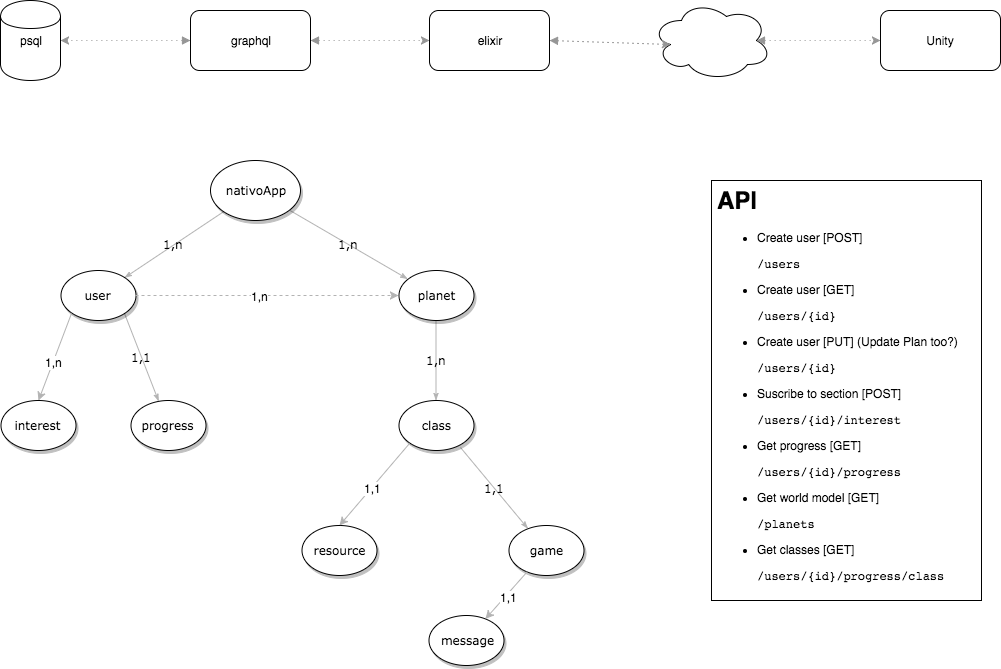 psql
graphql
elixir
Unity
nativoApp
1,n
1,n
user
1,n
planet
1,n
1,1
1,n
interest
progress
class
1,1
1,1
resource
game
1,1
message
API
• Create user [POST]
/users
• Create user [GET]
/users/{id}
• Create user [PUT] (Update Plan too?)
/users/{id}
• Suscribe to section [POST]
/users/{id}/interest
• Get progress [GET]
/users/{id}/progress
• Get world model [GET]
/planets
• Get classes [GET]
/users/{id}/progress/class